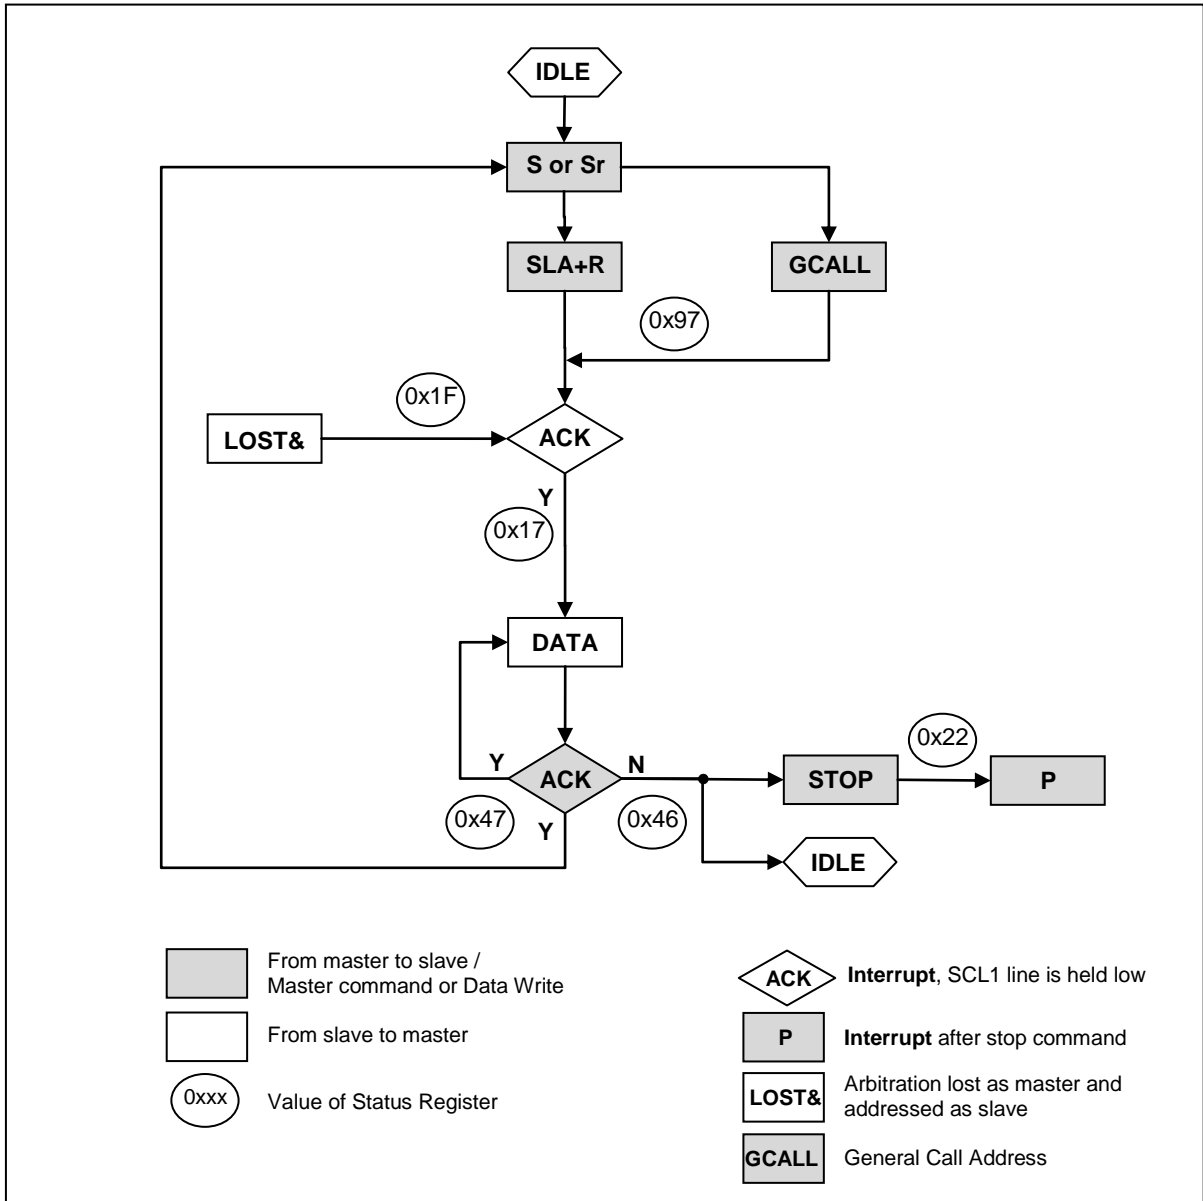 IDLE
S or Sr
SLA+R
GCALL
0x97
0x1F
LOST&
ACK
Y
0x17
DATA
Y
ACK
N
0x22
STOP
P
0x47
Y
0x46
IDLE
From master to slave /
Master command or Data Write
From slave to master
0xxx
Value of Status Register
ACK
Interrupt, SCL1 line is held low
P
Interrupt after stop command
LOST&
Arbitration lost as master and
addressed as slave
GCALL
General Call Address